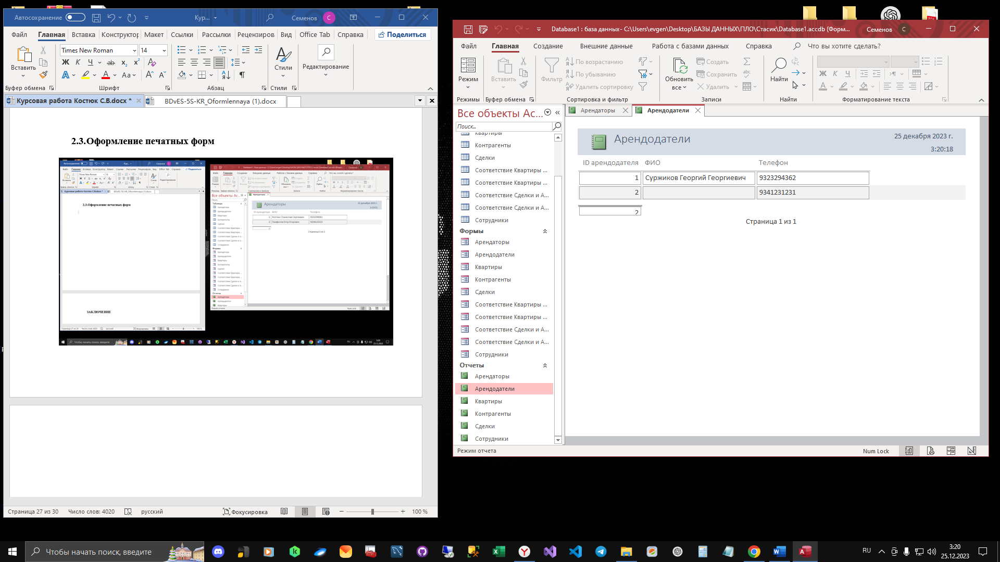 Автосохранение
Кур...
Семенов
С
Файл Главная Вставка Конструктор Макет Ссылки Рассылки Рецензиров Вид Office Tab Справка Поделиться
Times New Roman 14
Вставить
Ж К Ч ab x₂ x²
Стили
Редактирование
Буфер обмена Шрифт Абзац Стили
Курсовая работа Костюк С.В.docx *
BDvES-5S-KR_Oformlennaya (1).docx
2.3.Оформление печатных форм
2.3.Оформление печатных форм
ЗАКЛЮЧЕНИЕ
Арендаторы
Страница 27 из 30 Число слов: 4020 русский Фокусировка 100 %
Database1 : база данных- C:\Users\evgen\Desktop\БАЗЫ ДАННЫХ\ПЛО\Стасик\Database1.accdb (Форм...
Семенов
С
Файл Главная Создание Внешние данные Работа с базами данных Справка Что вы хотите сделать?
Режим
Вставить
Фильтр
По возрастанию
По убыванию
Удалить сортировку
Обновить все
Создать
Сохранить
Удалить
Найти
Ж К Ч
Режимы Буфер обмена Сортировка и фильтр Записи Найти Форматирование текста
Все объекты Ac...
Поиск...
Квартиры
Контрагенты
Сделки
Соответствие Квартиры ...
Соответствие Квартиры ...
Соответствие Сделки и А...
Соответствие Сделки и А...
Сотрудники
Формы
Арендаторы
Арендодатели
Квартиры
Контрагенты
Сделки
Соответствие Квартиры ...
Соответствие Квартиры ...
Соответствие Сделки и А...
Соответствие Сделки и А...
Сотрудники
Отчеты
Арендаторы
Арендодатели
Квартиры
Контрагенты
Сделки
Сотрудники
Арендаторы
Арендодатели
Арендодатели
25 декабря 2023 г.
3:20:18
ID арендодателя ФИО Телефон
1 Суржиков Георгий Георгиевич 9323294362
2 9341231231
2
Страница 1 из 1
Режим отчета
Num Lock
Чтобы начать поиск, введите
RU
3:20
25.12.2023